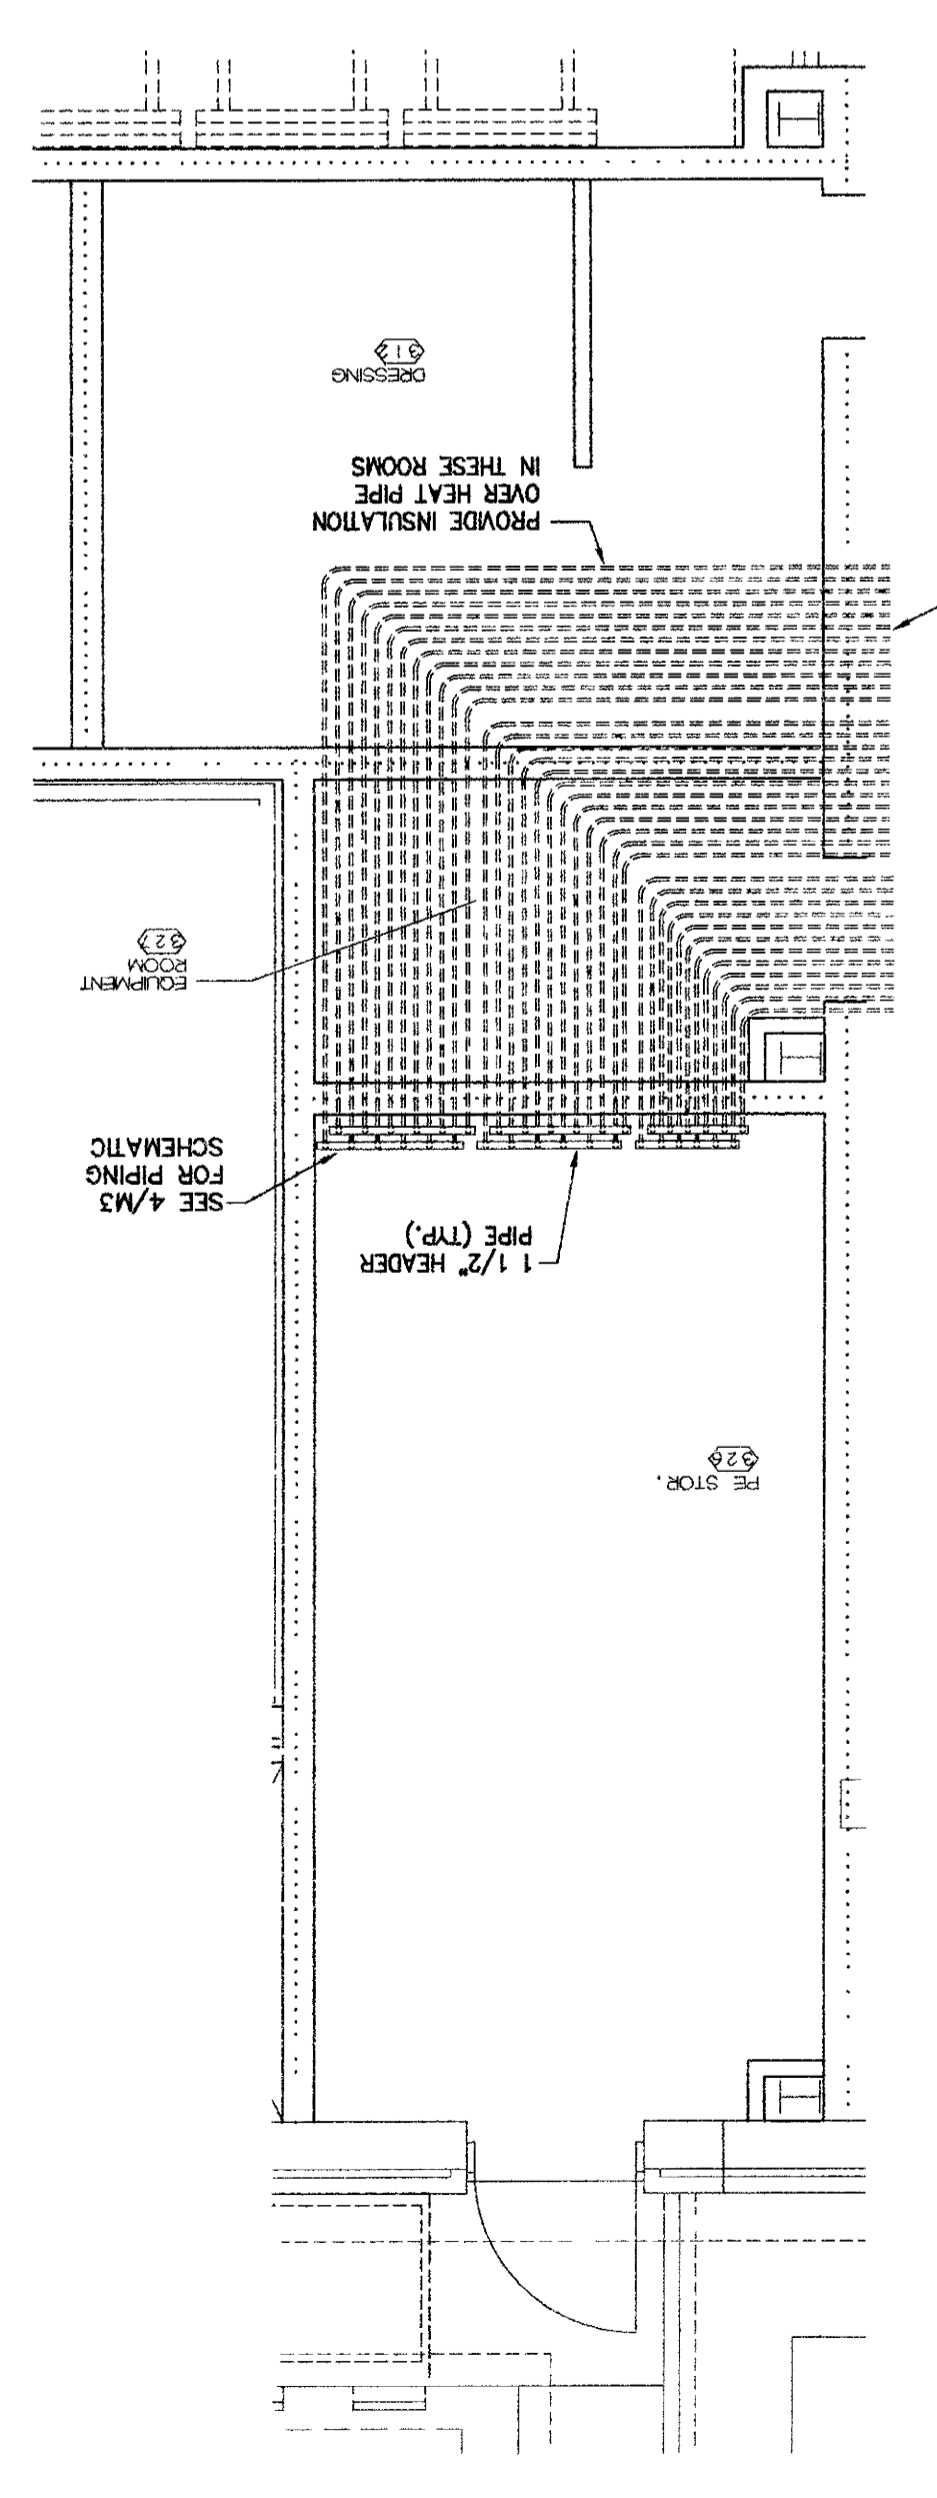 PE STOR.
326
1 1/2" HEADER
PIPE (TYP.)
SEE 4/M3
FOR PIPING
SCHEMATIC
EQUIPMENT
ROOM
327
PROVIDE INSULATION
OVER HEAT PIPE
IN THESE ROOMS
DRESSING
312